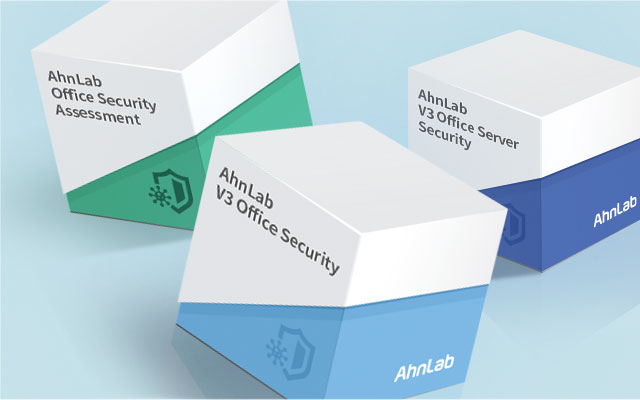 AhnLab
Office Security
Assessment
AhnLab
V3 Office Server
Security
AhnLab
AhnLab
V3 Office Security
AhnLab